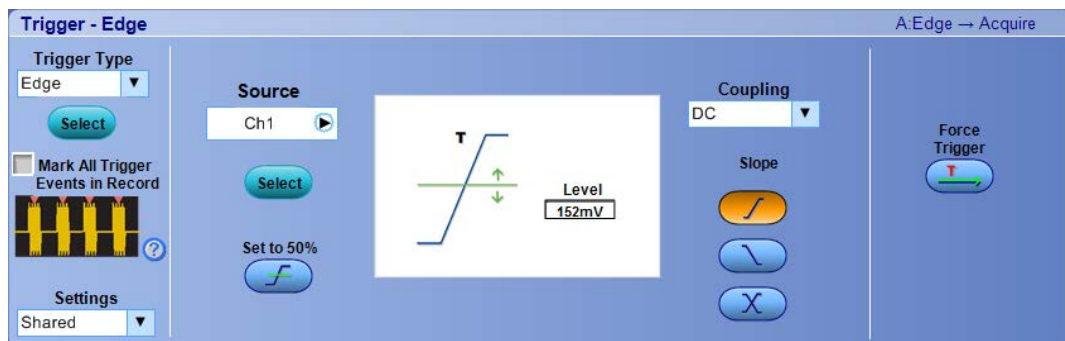 Trigger - Edge
A:Edge → Acquire
Trigger Type
Edge
Select
Mark All Trigger
Events in Record
Settings
Shared
Source
Ch1
Select
Set to 50%
T
Level
152mV
Coupling
DC
Slope
Force
Trigger
T